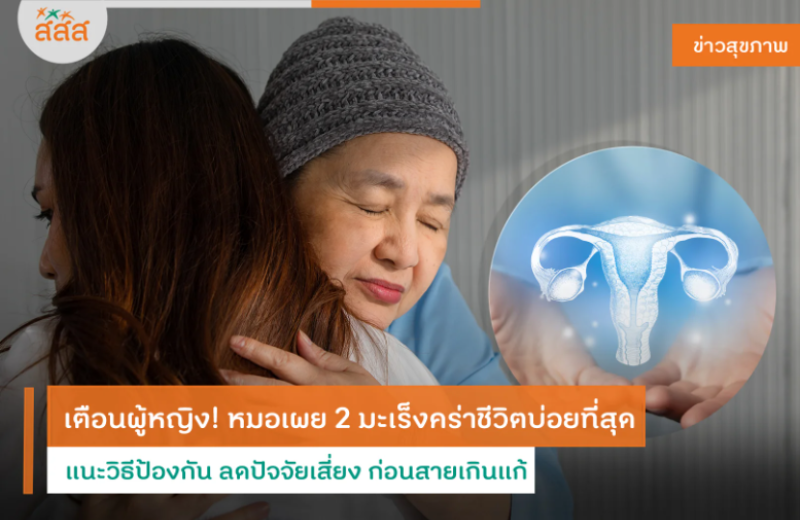 สสส
ข่าวสุขภาพ
เตือนผู้หญิง! หมอเผย 2 มะเร็งคร่าชีวิตบ่อยที่สุด
แนะวิธีป้องกัน ลดปัจจัยเสี่ยง ก่อนสายเกินแก้